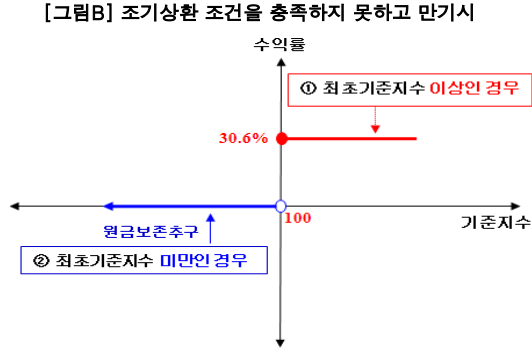 [그림B] 조기상환 조건을 충족하지 못하고 만기시
수익률
① 최초기준지수 이상인 경우
30.6%
100
기준지수
원금보존추구
② 최초기준지수 미만인 경우